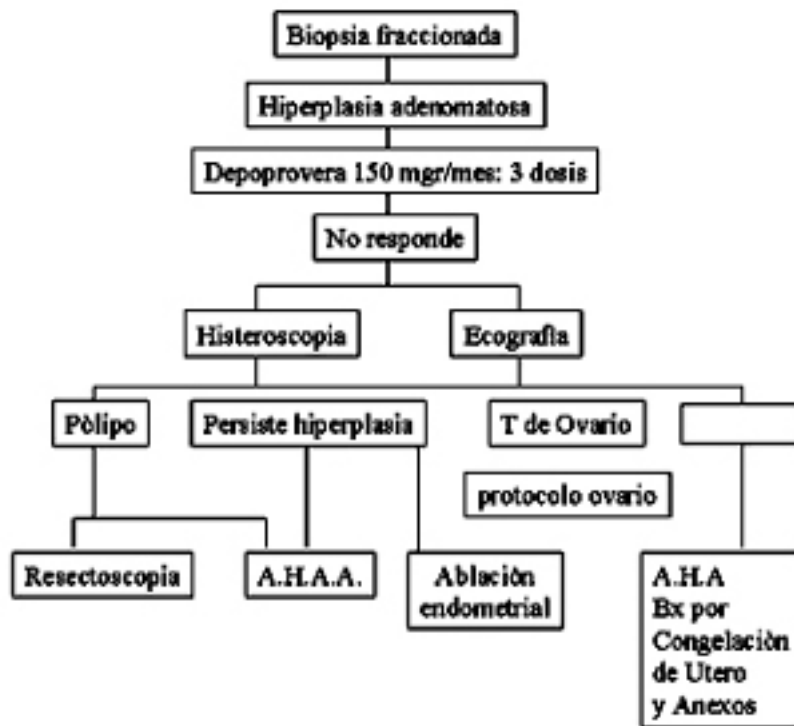 Biopsia fraccionada
Hiperplasia adenomatosa
Depoprovera 150 mgr/mes: 3 dosis
No responde
Histeroscopia
Ecografia
Pòlipo
Persiste hiperplasia
T de Ovario
protocolo ovario
Resectoscopia
A.H.A.A.
Ablaciòn
endometrial
A.H.A
Bx por
Congelaciòn
de Utero
y Anexos